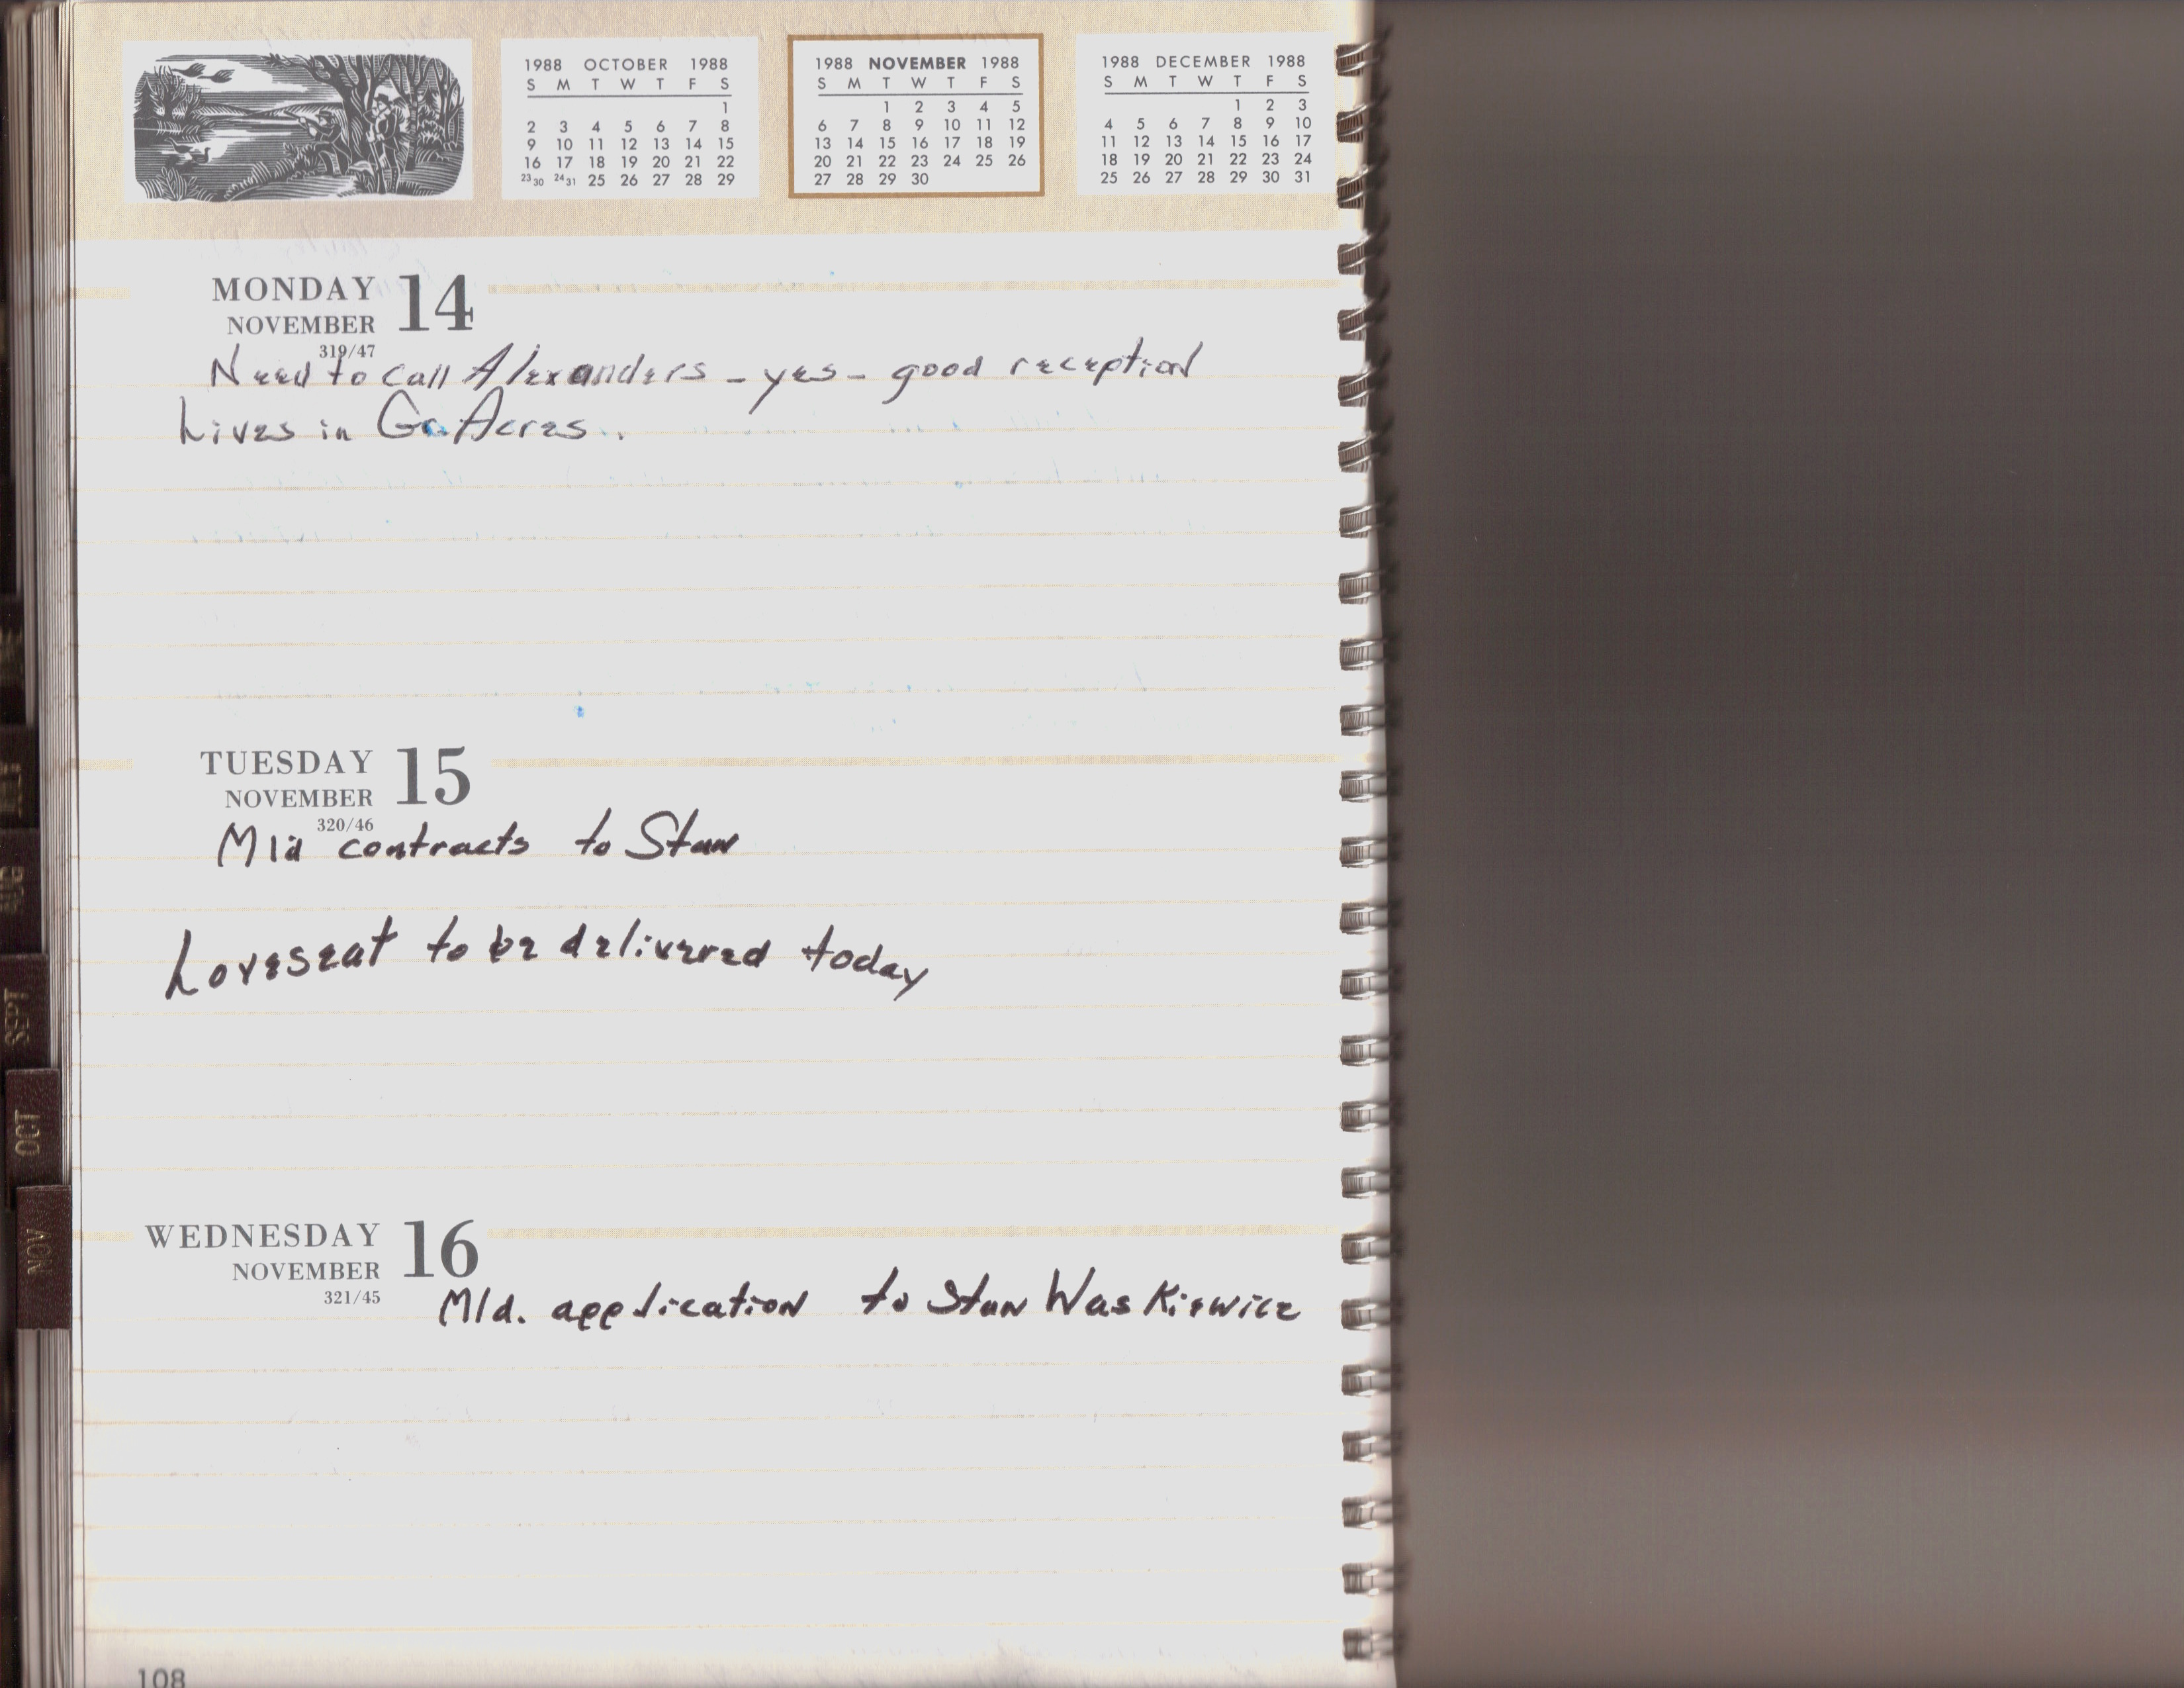 1988 OCTOBER 1988
S M T W T F S
1
2 3 4 5 6 7 8
9 10 11 12 13 14 15
16 17 18 19 20 21 22
23 30 24 31 25 26 27 28 29
1988 NOVEMBER 1988
S M T W T F S
1 2 3 4 5
6 7 8 9 10 11 12
13 14 15 16 17 18 19
20 21 22 23 24 25 26
27 28 29 30
1988 DECEMBER 1988
S M T W T F S
1 2 3
4 5 6 7 8 9 10
11 12 13 14 15 16 17
18 19 20 21 22 23 24
25 26 27 28 29 30 31
MONDAY 14
NOVEMBER
319/47
Need to call Alexanders - yes - good reception
Lives in Gr. Acres.
TUESDAY 15
NOVEMBER
320/46
Mld contracts to Stan
Loveseat to be delivered today
WEDNESDAY 16
NOVEMBER
321/45
Mld. application to Stan Waskiewicz
108
SEPT
OCT
NOV